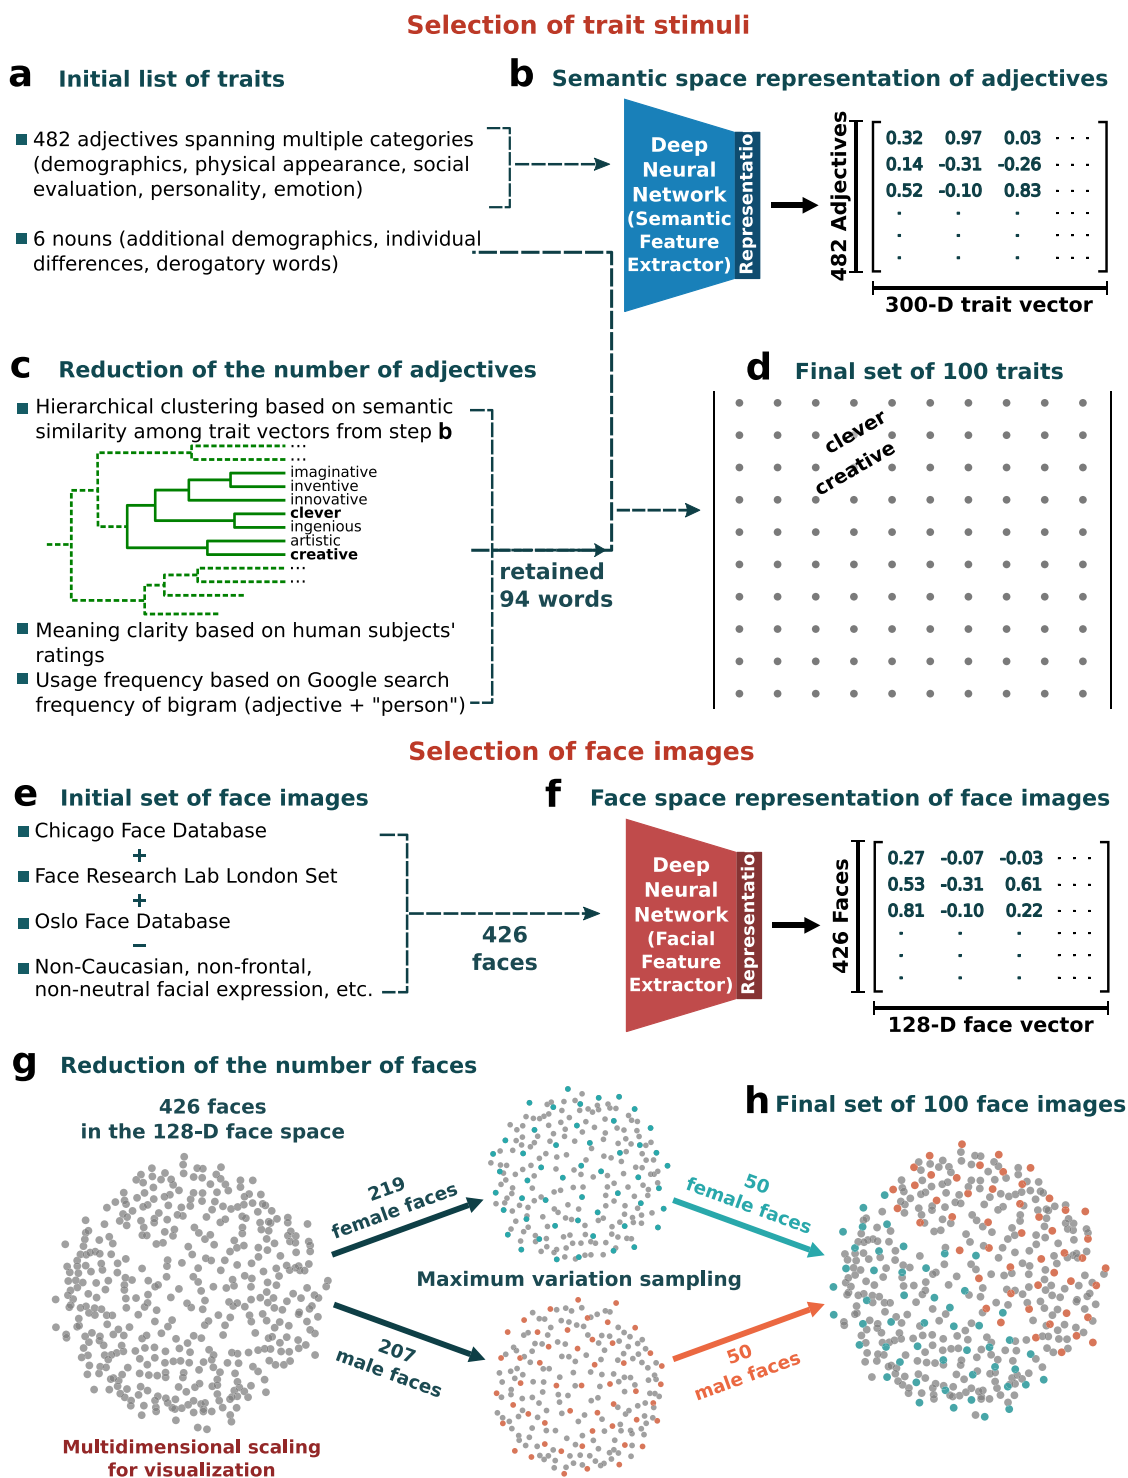 Selection of trait stimuli
a Initial list of traits
482 adjectives spanning multiple categories
(demographics, physical appearance, social
evaluation, personality, emotion)
6 nouns (additional demographics, individual
differences, derogatory words)
b Semantic space representation of adjectives
Deep
Neural
Network
(Semantic
Feature
Extractor)
Representatio
482 Adjectives
0.32 0.97 0.03 · · ·
0.14 -0.31 -0.26 · · ·
0.52 -0.10 0.83 · · ·
. . . · · ·
. . . · · ·
. . . · · ·
300-D trait vector
c Reduction of the number of adjectives
Hierarchical clustering based on semantic
similarity among trait vectors from step b
...
...
imaginative
inventive
innovative
clever
ingenious
artistic
creative
...
...
Meaning clarity based on human subjects'
ratings
Usage frequency based on Google search
frequency of bigram (adjective + "person")
retained
94 words
d Final set of 100 traits
clever
creative
Selection of face images
e Initial set of face images
Chicago Face Database
+
Face Research Lab London Set
+
Oslo Face Database
−
Non-Caucasian, non-frontal,
non-neutral facial expression, etc.
426
faces
f Face space representation of face images
Deep
Neural
Network
(Facial
Feature
Extractor)
Representatio
426 Faces
0.27 -0.07 -0.03 · · ·
0.53 -0.31 0.61 · · ·
0.81 -0.10 0.22 · · ·
. . . · · ·
. . . · · ·
. . . · · ·
128-D face vector
g Reduction of the number of faces
426 faces
in the 128-D face space
Multidimensional scaling
for visualization
219
female faces
207
male faces
Maximum variation sampling
50
female faces
50
male faces
h Final set of 100 face images